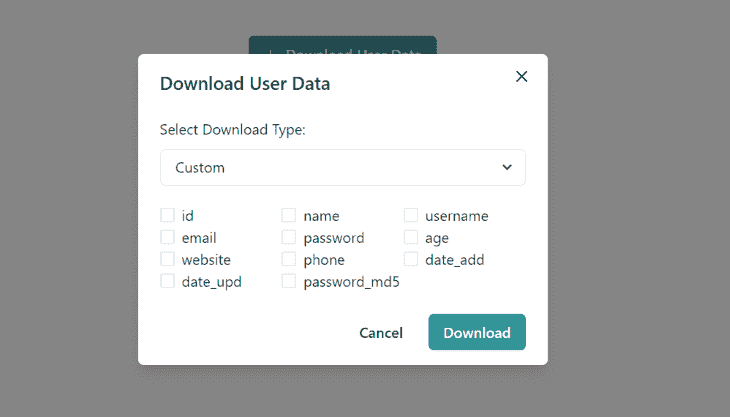 Download User Data
Download User Data
Select Download Type:
Custom
id name username
email password age
website phone date_add
date_upd password_md5
Cancel Download